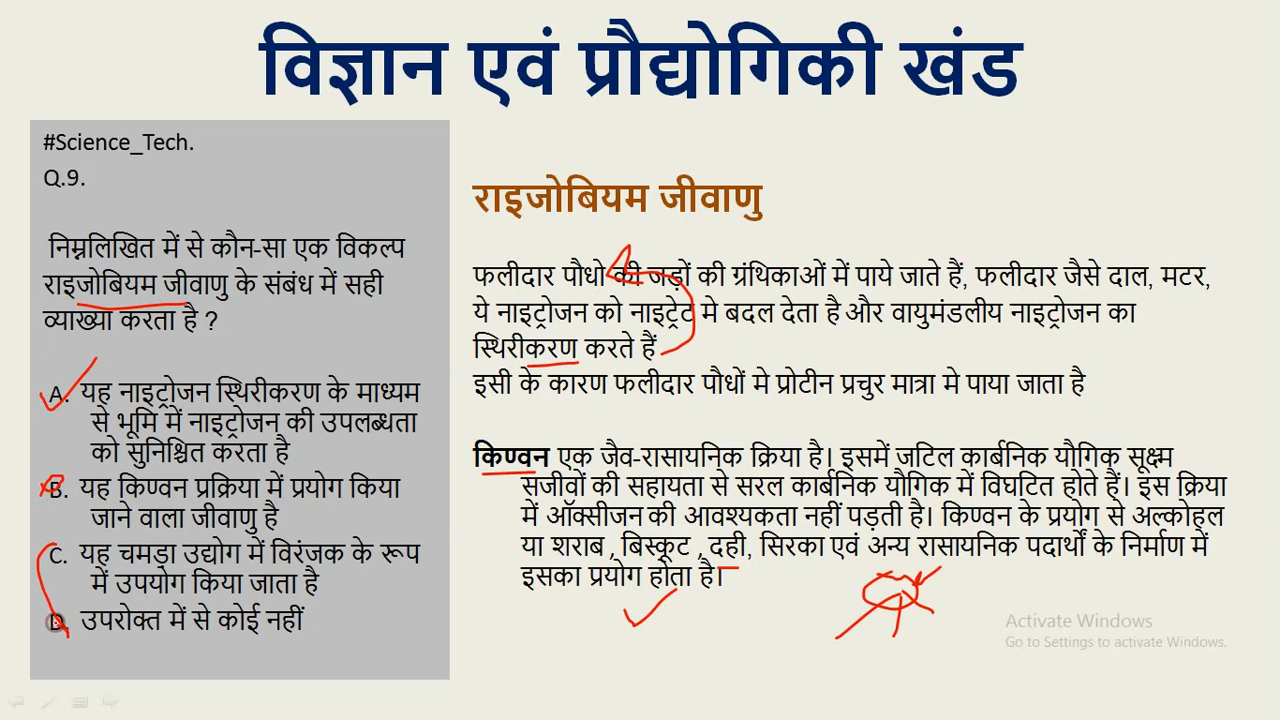 विज्ञान एवं प्रौद्योगिकी खंड
#Science_Tech.
Q.9.
निम्नलिखित में से कौन-सा एक विकल्प
राइजोबियम जीवाणु के संबंध में सही
व्याख्या करता है ?
A. यह नाइट्रोजन स्थिरीकरण के माध्यम
से भूमि में नाइट्रोजन की उपलब्धता
को सुनिश्चित करता है
B. यह किण्वन प्रक्रिया में प्रयोग किया
जाने वाला जीवाणु है
C. यह चमड़ा उद्योग में विरंजक के रूप
में उपयोग किया जाता है
D. उपरोक्त में से कोई नहीं
राइजोबियम जीवाणु
फलीदार पौधो की जड़ों की ग्रंथिकाओं में पाये जाते हैं, फलीदार जैसे दाल, मटर,
ये नाइट्रोजन को नाइट्रेट मे बदल देता है और वायुमंडलीय नाइट्रोजन का
स्थिरीकरण करते हैं
इसी के कारण फलीदार पौधों मे प्रोटीन प्रचुर मात्रा मे पाया जाता है
किण्वन एक जैव-रासायनिक क्रिया है। इसमें जटिल कार्बनिक यौगिक सूक्ष्म
सजीवों की सहायता से सरल कार्बनिक यौगिक में विघटित होते हैं। इस क्रिया
में ऑक्सीजन की आवश्यकता नहीं पड़ती है। किण्वन के प्रयोग से अल्कोहल
या शराब , बिस्कूट , दही, सिरका एवं अन्य रासायनिक पदार्थों के निर्माण में
इसका प्रयोग होता है।
Activate Windows
Go to Settings to activate Windows.